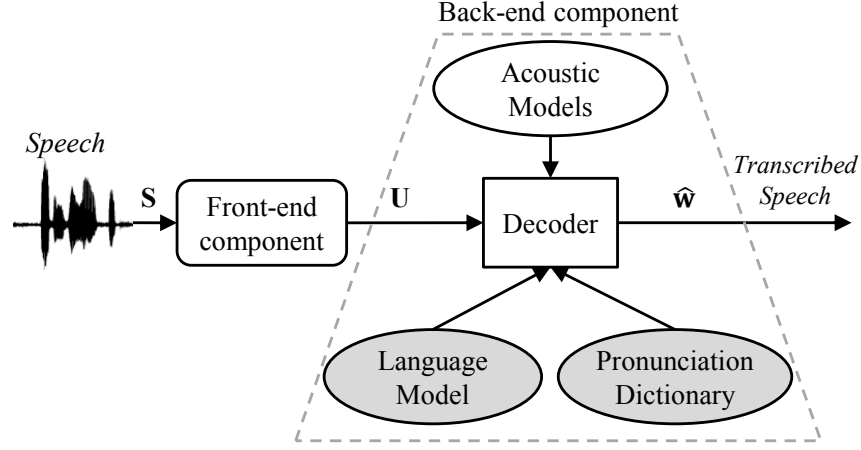 Back-end component
Acoustic
Models
Speech
Transcribed
Speech
S
Front-end
component
U
Decoder
ŵ
Language
Model
Pronunciation
Dictionary